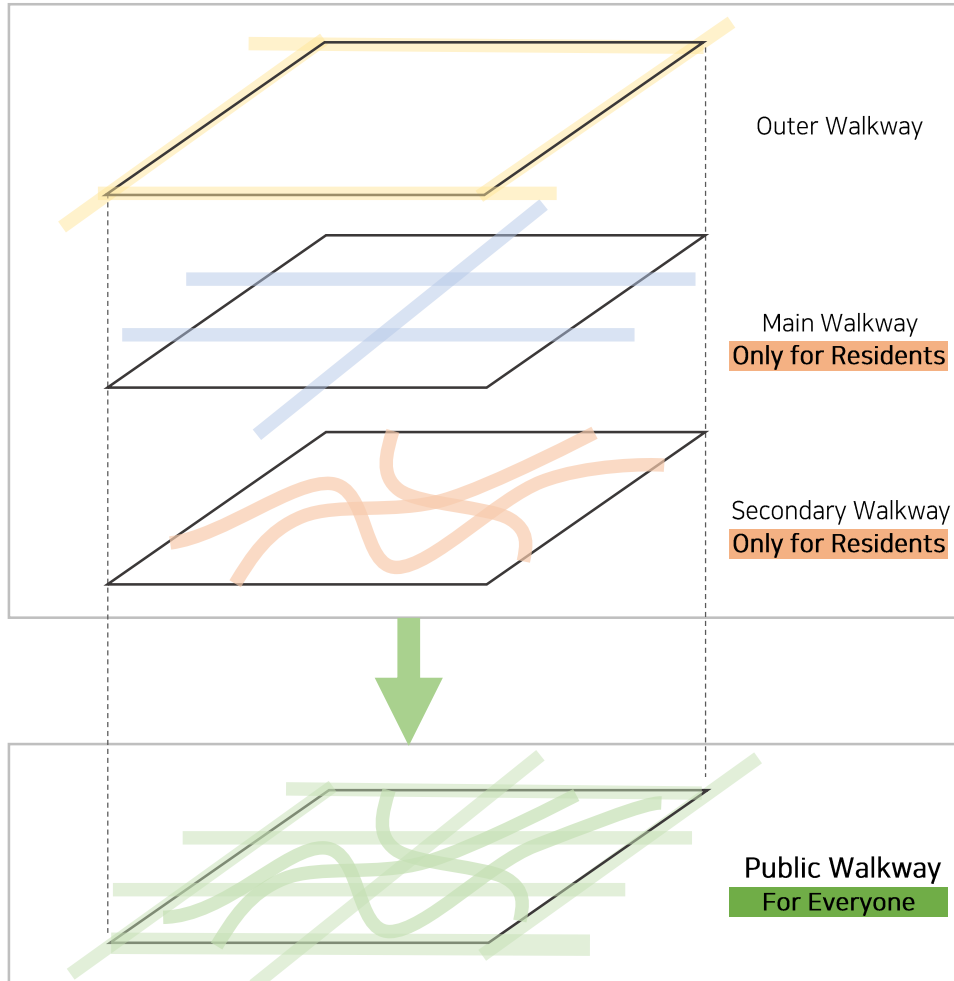 Outer Walkway
Main Walkway
Only for Residents
Secondary Walkway
Only for Residents
Public Walkway
For Everyone